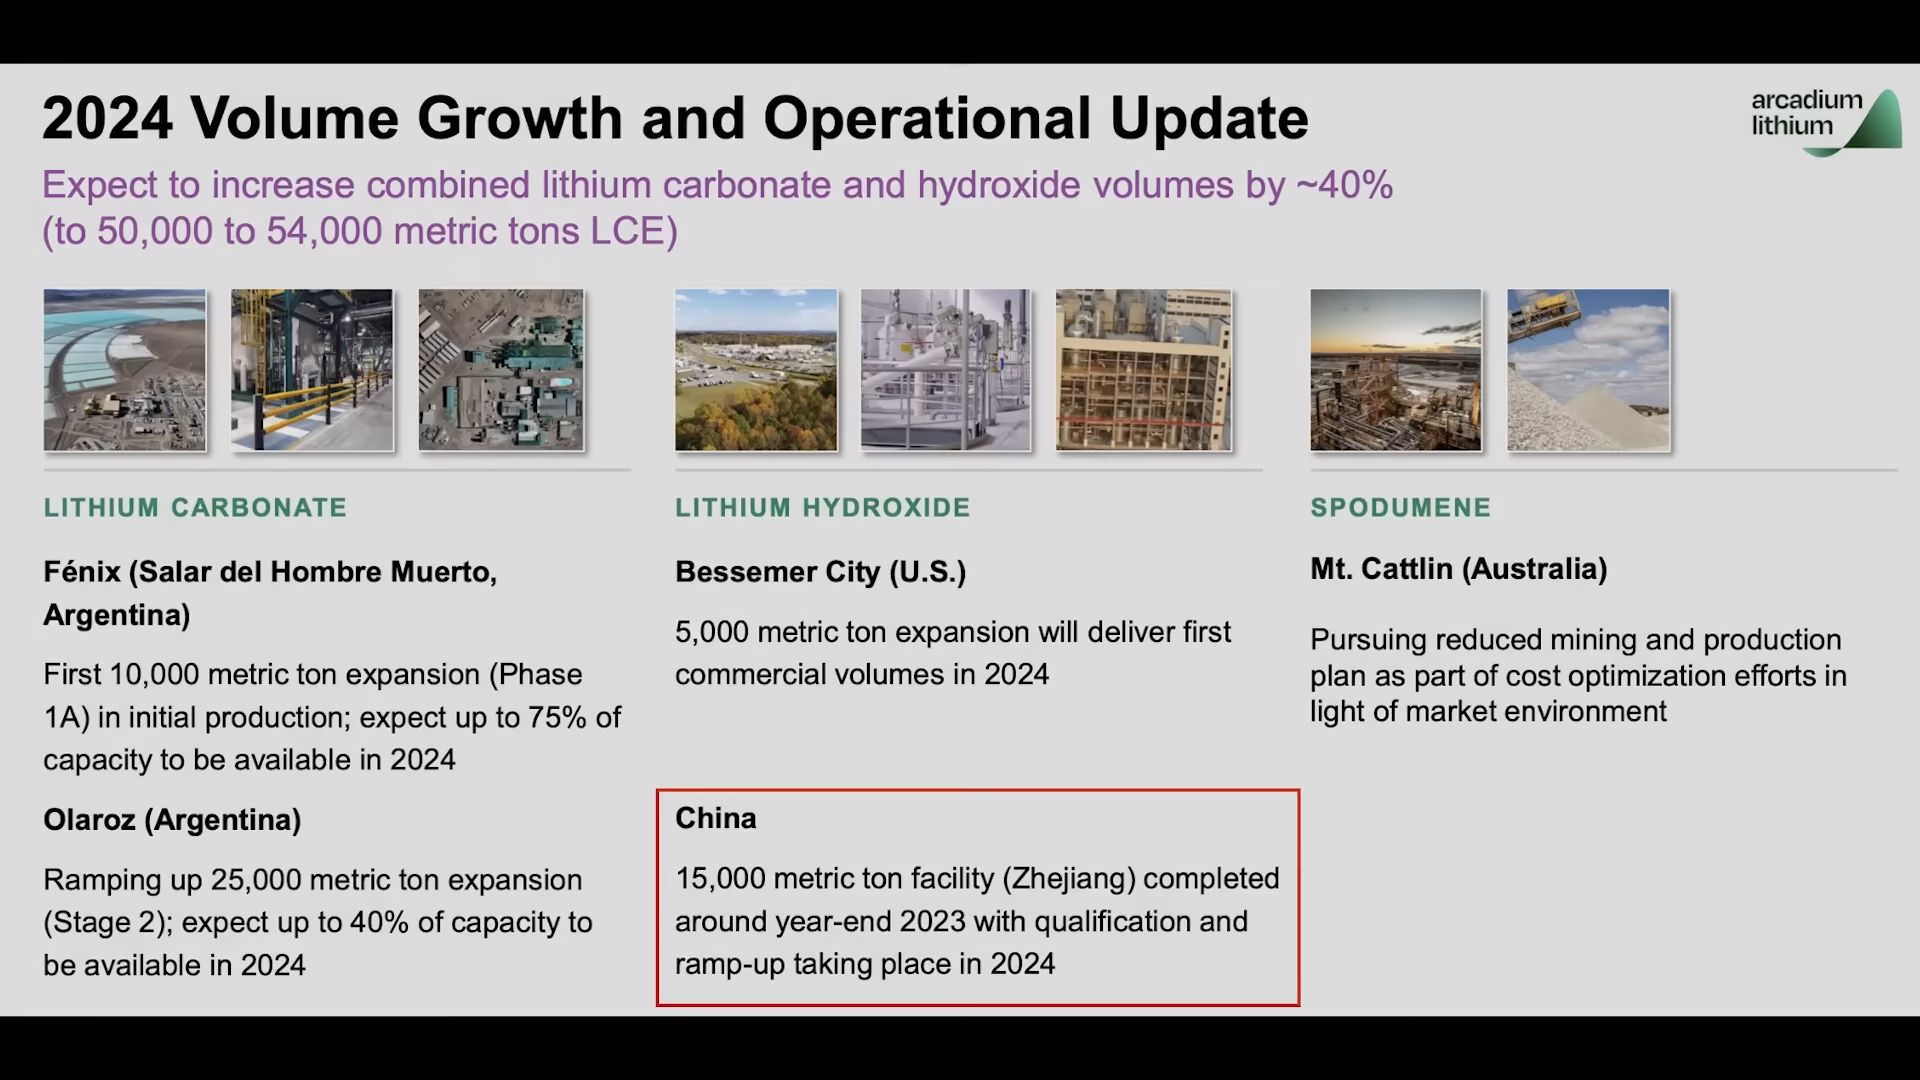 2024 Volume Growth and Operational Update
arcadium
lithium
Expect to increase combined lithium carbonate and hydroxide volumes by ~40%
(to 50,000 to 54,000 metric tons LCE)
LITHIUM CARBONATE
Fénix (Salar del Hombre Muerto,
Argentina)
First 10,000 metric ton expansion (Phase
1A) in initial production; expect up to 75% of
capacity to be available in 2024
Olaroz (Argentina)
Ramping up 25,000 metric ton expansion
(Stage 2); expect up to 40% of capacity to
be available in 2024
LITHIUM HYDROXIDE
Bessemer City (U.S.)
5,000 metric ton expansion will deliver first
commercial volumes in 2024
China
15,000 metric ton facility (Zhejiang) completed
around year-end 2023 with qualification and
ramp-up taking place in 2024
SPODUMENE
Mt. Cattlin (Australia)
Pursuing reduced mining and production
plan as part of cost optimization efforts in
light of market environment